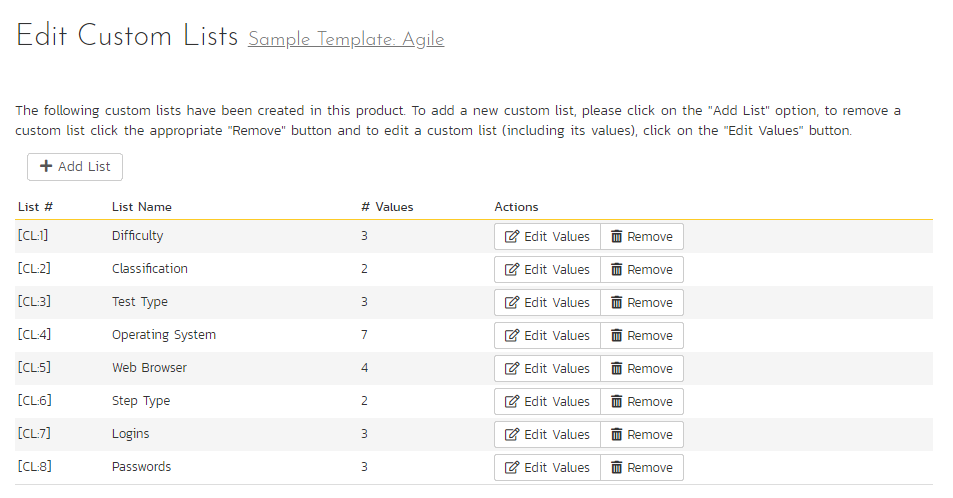 Edit Custom Lists Sample Template: Agile
The following custom lists have been created in this product. To add a new custom list, please click on the "Add List" option, to remove a
custom list click the appropriate "Remove" button and to edit a custom list (including its values), click on the "Edit Values" button.
Add List
List # List Name # Values Actions
[CL:1] Difficulty 3 Edit Values Remove
[CL:2] Classification 2 Edit Values Remove
[CL:3] Test Type 3 Edit Values Remove
[CL:4] Operating System 7 Edit Values Remove
[CL:5] Web Browser 4 Edit Values Remove
[CL:6] Step Type 2 Edit Values Remove
[CL:7] Logins 3 Edit Values Remove
[CL:8] Passwords 3 Edit Values Remove